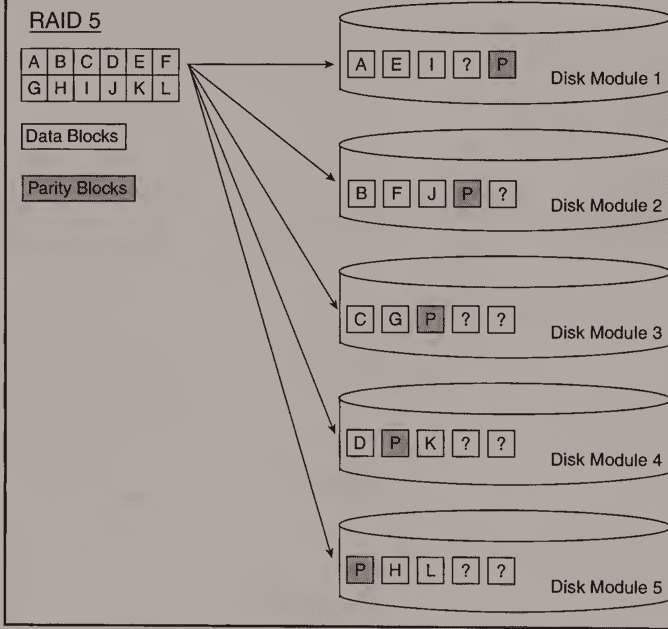 RAID 5
A B C D E F
G H I J K L
Data Blocks
Parity Blocks
A E I ? P
Disk Module 1
B F J P ?
Disk Module 2
C G P ? ?
Disk Module 3
D P K ? ?
Disk Module 4
P H L ? ?
Disk Module 5